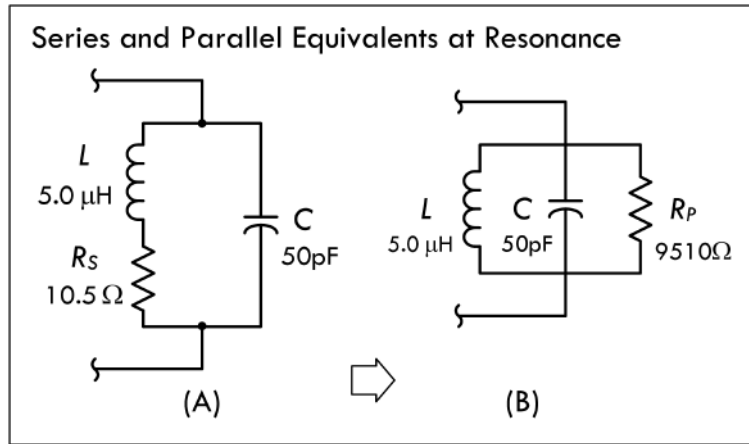 Series and Parallel Equivalents at Resonance
L
5.0 μH
RS
10.5 Ω
C
50pF
(A)
L
5.0 μH
C
50pF
RP
9510Ω
(B)